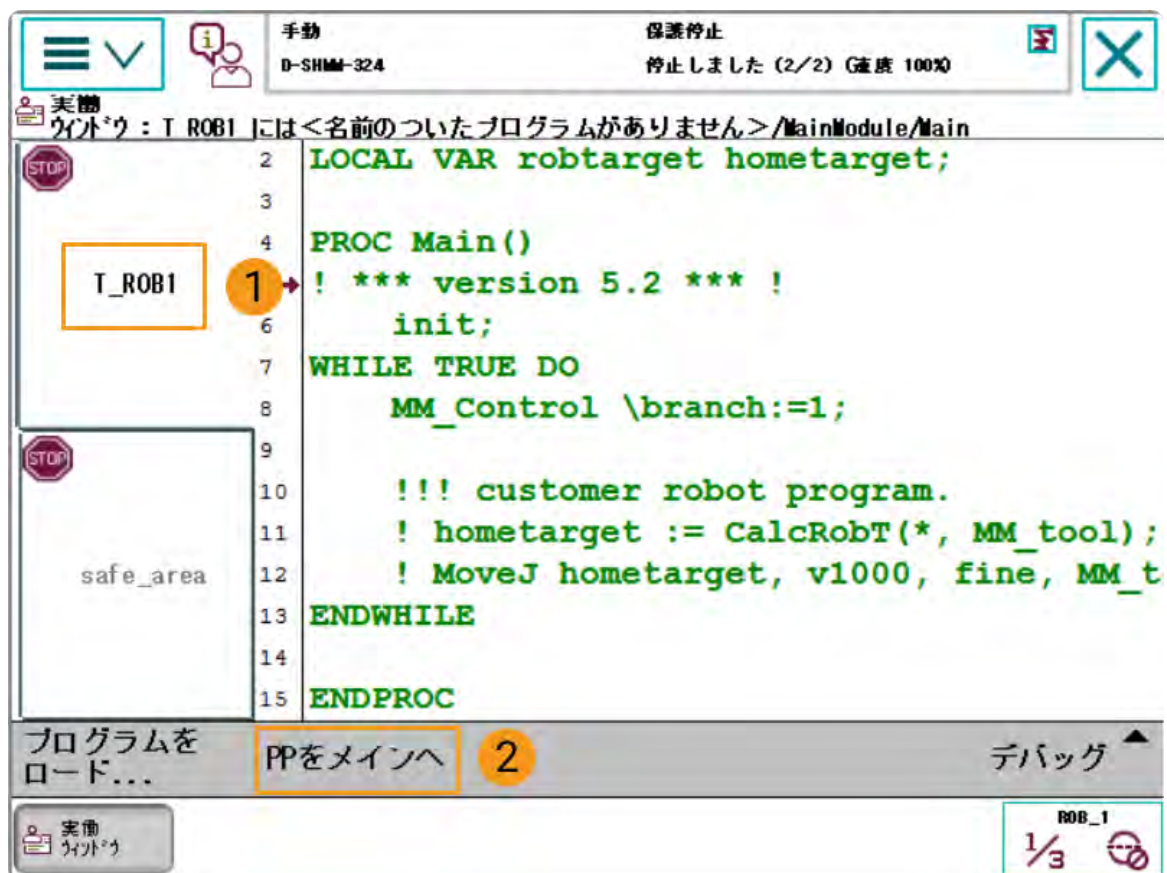 手動
D-SHMM-324
保護停止
停止しました (2/2) (速度 100%)
実働
ウィンドウ : T_ROB1 には<名前のついたプログラムがありません>/MainModule/Main
STOP
T_ROB1
STOP
safe_area
2 LOCAL VAR robtarget hometarget;
3
4 PROC Main()
1 ! *** version 5.2 *** !
6 init;
7 WHILE TRUE DO
8 MM_Control \branch:=1;
9
10 !!! customer robot program.
11 ! hometarget := CalcRobT(*, MM_tool);
12 ! MoveJ hometarget, v1000, fine, MM_t
13 ENDWHILE
14
15 ENDPROC
プログラムを
ロード...
PPをメインへ
2
デバッグ
実働
ウィンドウ
ROB_1
1/3